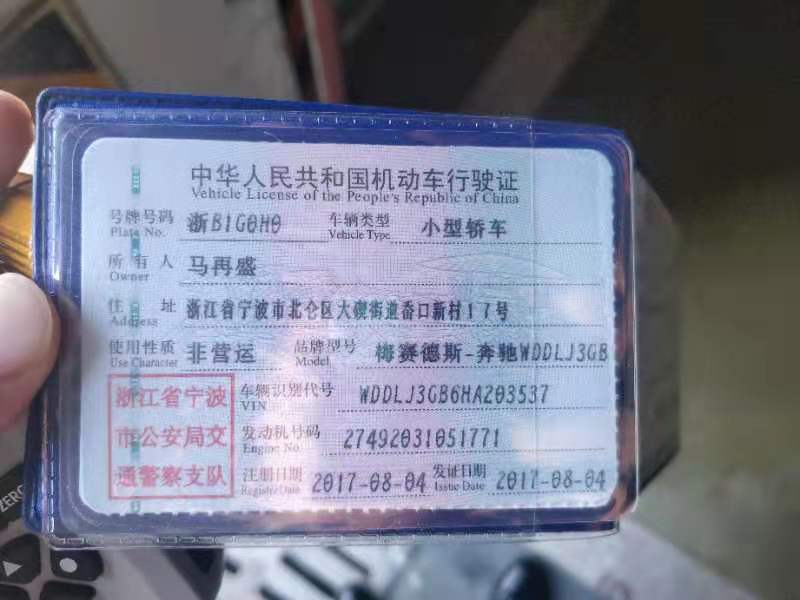 中华人民共和国机动车行驶证
Vehicle License of the People's Republic of China
号牌号码 浙B1G0H0 车辆类型 小型轿车
Plate No. Vehicle Type
所有人 马再盛
Owner
住址 浙江省宁波市北仑区大碶街道沓口新村17号
Address
使用性质 非营运 品牌型号 梅赛德斯-奔驰WDDLJ3GB
Use Character Model
浙江省宁波 车辆识别代号 WDDLJ3GB6HA203537
VIN
市公安局交 发动机号码 27492031051771
Engine No.
通警察支队 注册日期 2017-08-04 发证日期 2017-08-04
Register Date Issue Date
ZERO